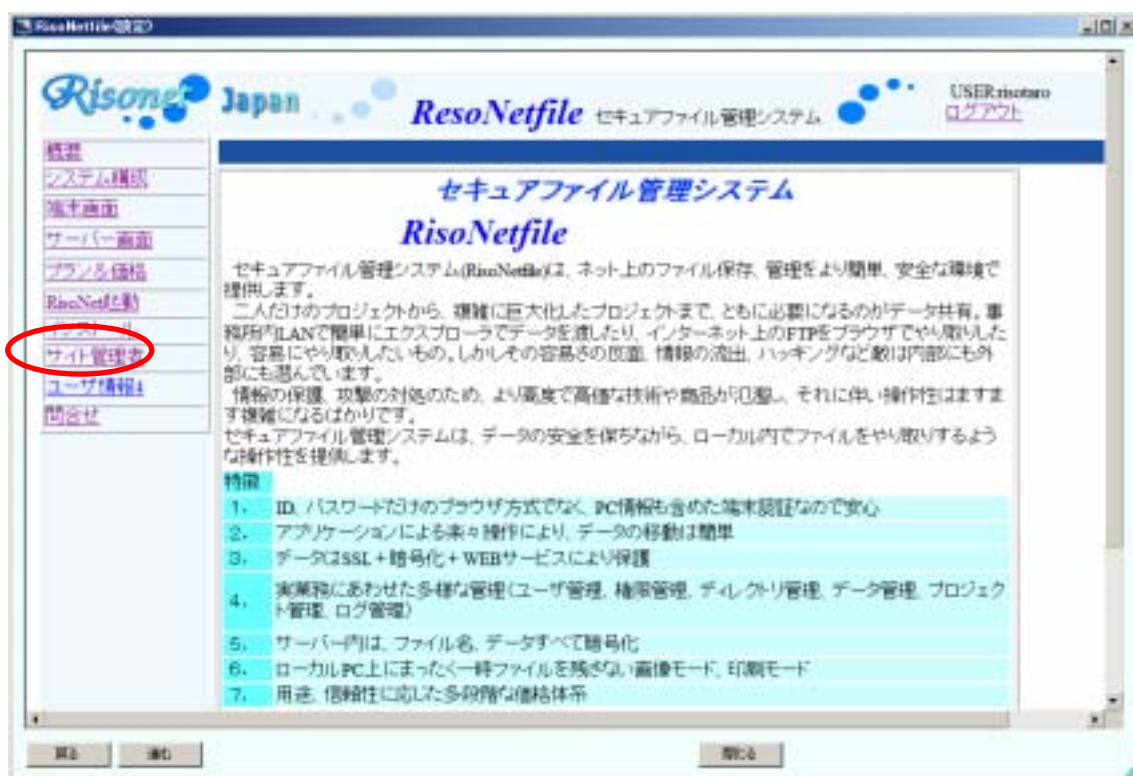 RisoNetfile(設定)
Risonet Japan
ResoNetfile セキュアファイル管理システム
USER:risotaro
ログアウト
概要
システム構成
端末画面
サーバー画面
プラン&価格
RisoNet起動
インストール
サイト管理者
ユーザ情報4
問合せ
セキュアファイル管理システム
RisoNetfile
セキュアファイル管理システム(RisoNetfile)は、ネット上のファイル保存、管理をより簡単、安全な環境で
提供します。
二人だけのプロジェクトから、複雑に巨大化したプロジェクトまで、ともに必要になるのがデータ共有。事
務所内LANで簡単にエクスプローラでデータを渡したり、インターネット上のFTPをブラウザでやり取りした
り、容易にやり取りしたいもの。しかしその容易さの反面、情報の流出、ハッキングなど敵は内部にも外
部にも潜んでいます。
情報の保護、攻撃の対処のため、より高度で高価な技術や商品が氾濫し、それに伴い操作性はますま
す複雑になるばかりです。
セキュアファイル管理システムは、データの安全を保ちながら、ローカル内でファイルをやり取りするよう
な操作性を提供します。
特徴
1. ID、パスワードだけのブラウザ方式でなく、PC情報も含めた端末認証なので安心
2. アプリケーションによる楽々操作により、データの移動は簡単
3. データはSSL+暗号化+WEBサービスにより保護
4. 実業務にあわせた多様な管理(ユーザ管理、権限管理、ディレクトリ管理、データ管理、プロジェク
ト管理、ログ管理)
5. サーバー内は、ファイル名、データすべて暗号化
6. ローカルPC上にまったく一時ファイルを残さない画像モード、印刷モード
7. 用途、信頼性に応じた多段階な価格体系
戻る 進む 閉じる